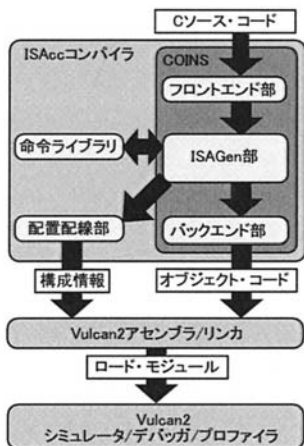 Cソース・コード
ISAccコンパイラ
COINS
フロントエンド部
命令ライブラリ
ISAGen部
配置配線部
バックエンド部
構成情報
オブジェクト・コード
Vulcan2アセンブラ/リンカ
ロード・モジュール
Vulcan2
シミュレータ/デバッガ/プロファイラ